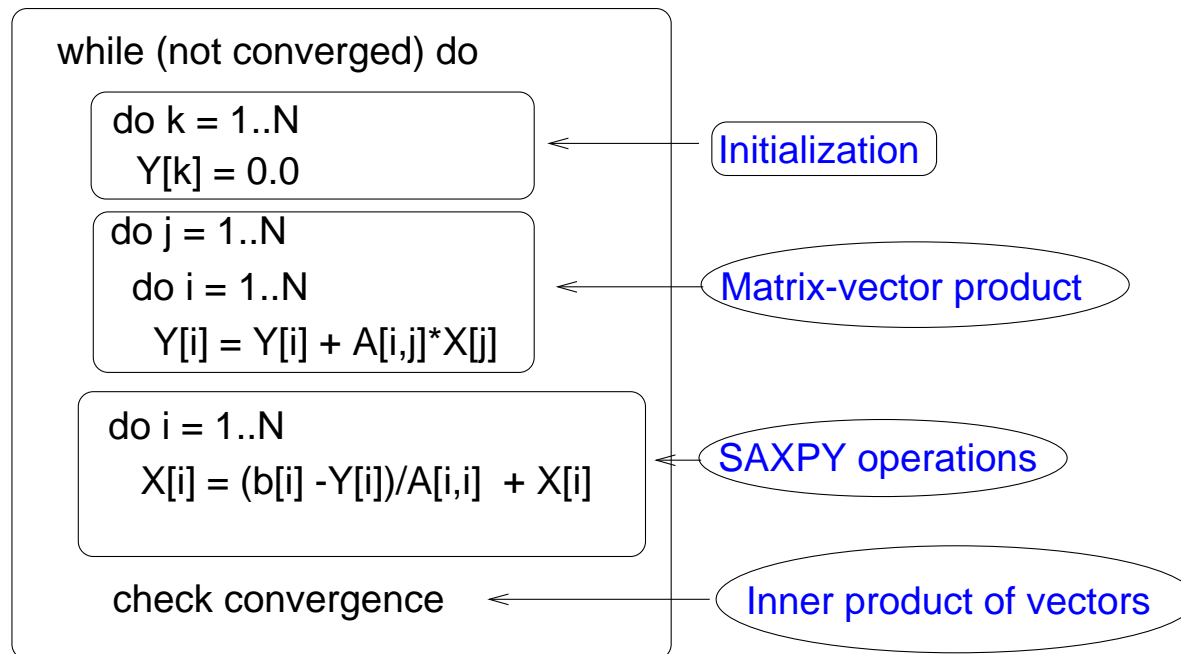 while (not converged) do
do k = 1..N
Y[k] = 0.0
Initialization
do j = 1..N
do i = 1..N
Y[i] = Y[i] + A[i,j]*X[j]
Matrix-vector product
do i = 1..N
X[i] = (b[i] -Y[i])/A[i,i] + X[i]
SAXPY operations
check convergence
Inner product of vectors